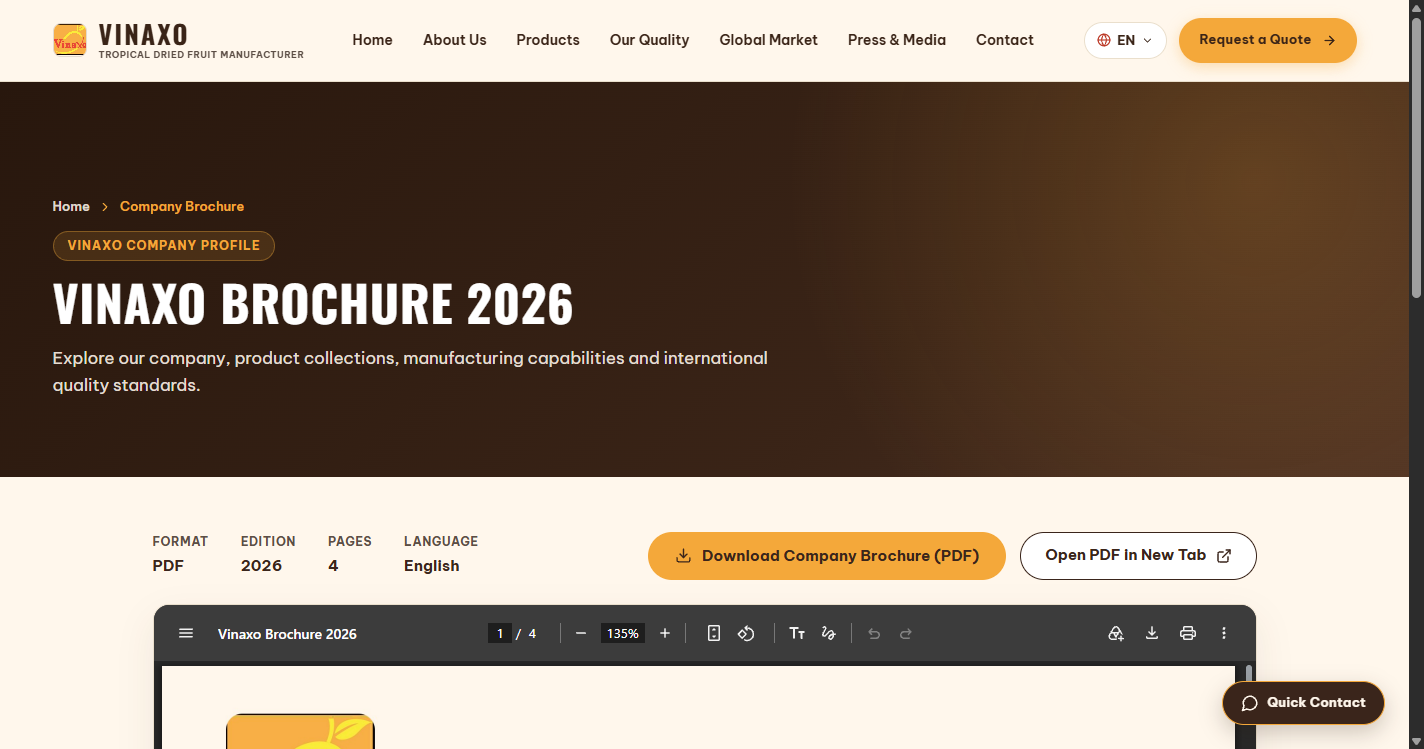 Vinaxo
VINAXO
TROPICAL DRIED FRUIT MANUFACTURER
Home
About Us
Products
Our Quality
Global Market
Press & Media
Contact
EN
Request a Quote
Home
Company Brochure
VINAXO COMPANY PROFILE
VINAXO BROCHURE 2026
Explore our company, product collections, manufacturing capabilities and international
quality standards.
FORMAT
PDF
EDITION
2026
PAGES
4
LANGUAGE
English
Download Company Brochure (PDF)
Open PDF in New Tab
Vinaxo Brochure 2026
1 / 4
135%
Quick Contact